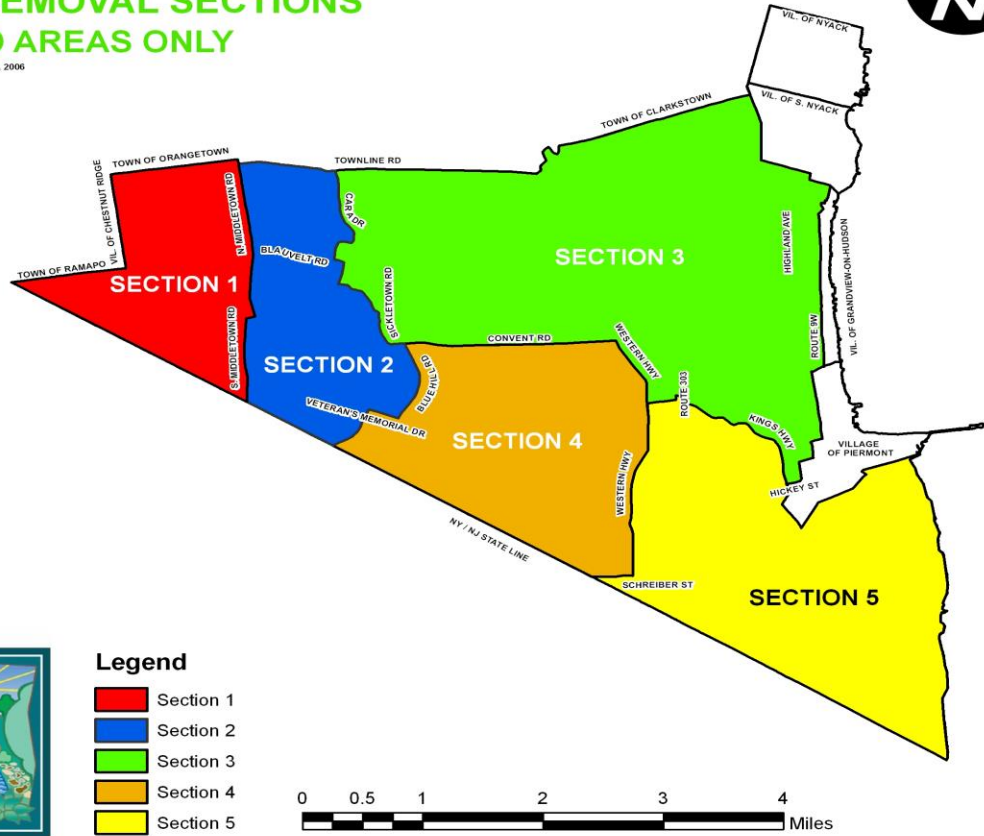 EMOVAL SECTIONS
AREAS ONLY
2006
N
VIL. OF NYACK
VIL. OF S. NYACK
TOWN OF CLARKSTOWN
TOWN OF ORANGETOWN
TOWNLINE RD
VIL. OF CHESTNUT RIDGE
N. MIDDLETOWN RD
CARA DR
HIGHLAND AVE
VIL. OF GRANDVIEW-ON-HUDSON
BLAUVELT RD
SECTION 3
TOWN OF RAMAPO
SECTION 1
SICKLETOWN RD
S. MIDDLETOWN RD
CONVENT RD
WESTERN HWY
ROUTE 9W
SECTION 2
BLUE HILL RD
ROUTE 303
VETERAN'S MEMORIAL DR
KINGS HWY
SECTION 4
VILLAGE
OF PIERMONT
WESTERN HWY
HICKEY ST
NY / NJ STATE LINE
SCHREIBER ST
SECTION 5
Legend
Section 1
Section 2
Section 3
Section 4
Section 5
0 0.5 1 2 3 4
Miles